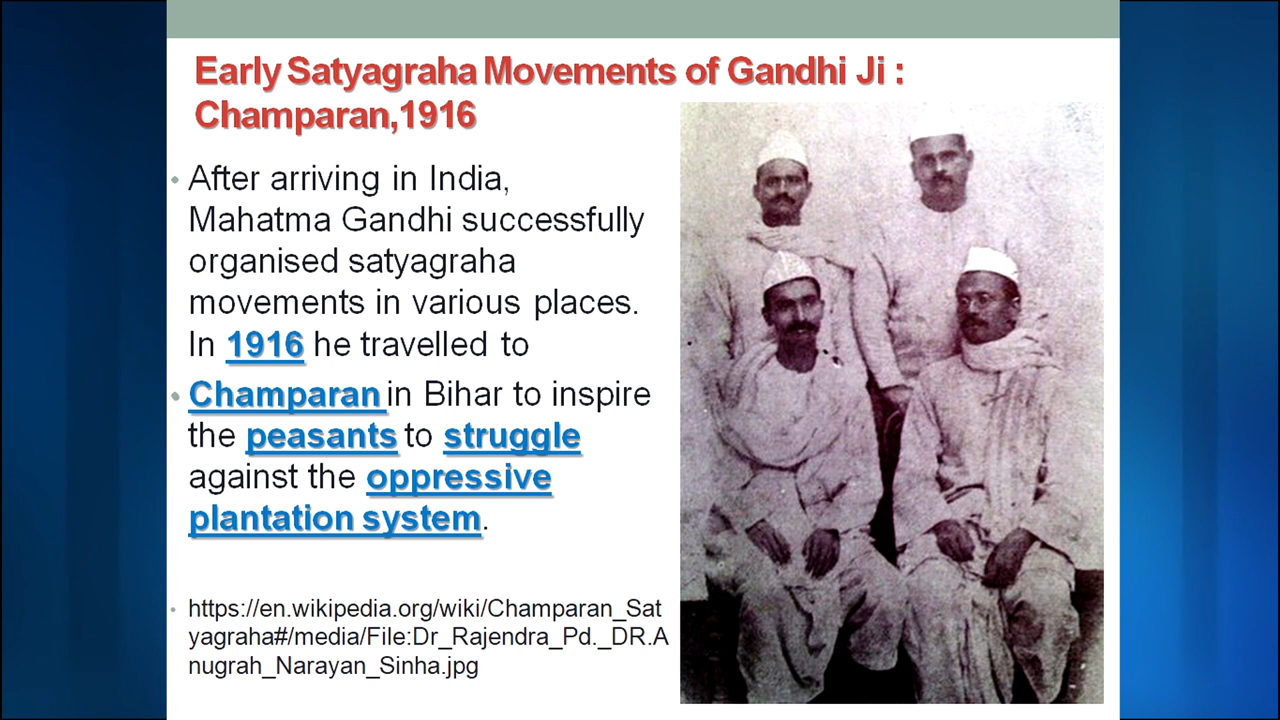 Early Satyagraha Movements of Gandhi Ji :
Champaran,1916
• After arriving in India,
Mahatma Gandhi successfully
organised satyagraha
movements in various places.
In 1916 he travelled to
• Champaran in Bihar to inspire
the peasants to struggle
against the oppressive
plantation system.
• https://en.wikipedia.org/wiki/Champaran_Sat
yagraha#/media/File:Dr_Rajendra_Pd._DR.A
nugrah_Narayan_Sinha.jpg